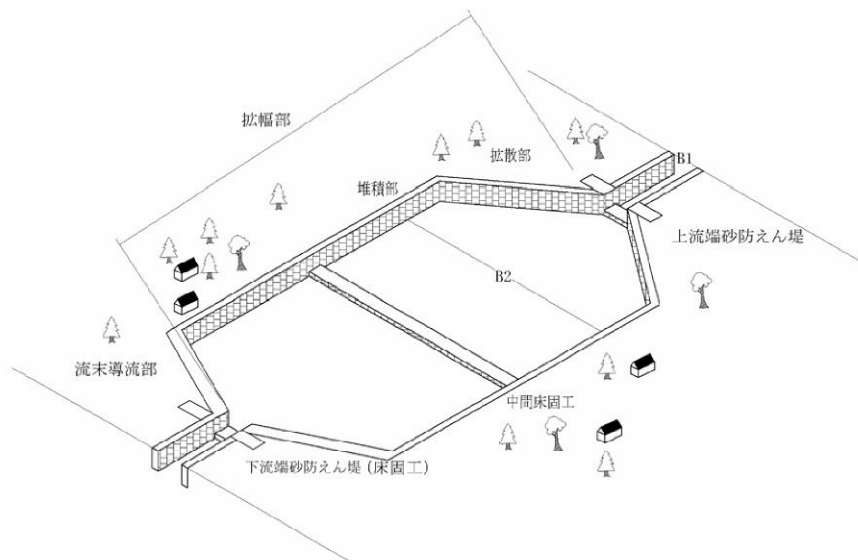 拡幅部
拡散部
B1
堆積部
上流端砂防えん堤
B2
流末導流部
中間床固工
下流端砂防えん堤 (床固工)